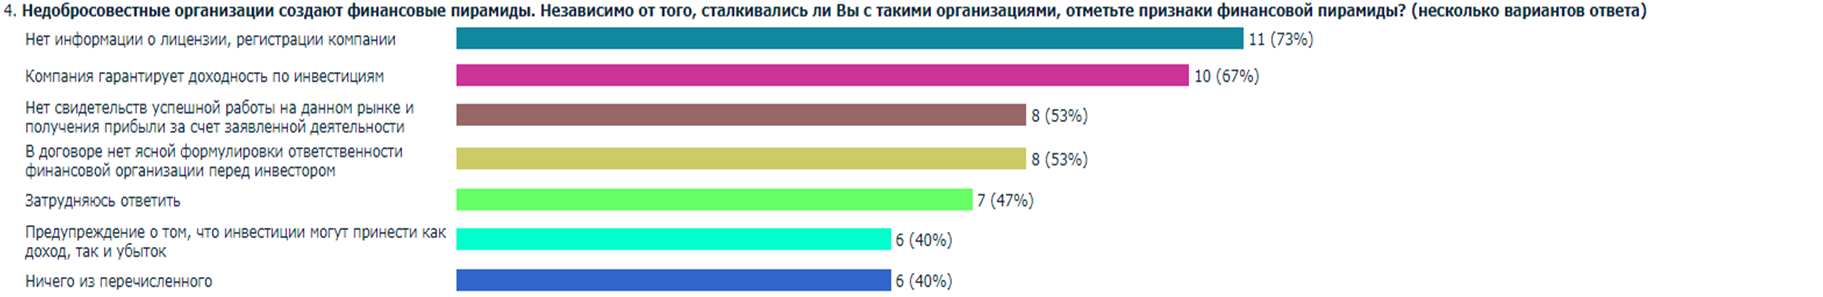 4. Недобросовестные организации создают финансовые пирамиды. Независимо от того, сталкивались ли Вы с такими организациями, отметьте признаки финансовой пирамиды? (несколько вариантов ответа)
Нет информации о лицензии, регистрации компании
11 (73%)
Компания гарантирует доходность по инвестициям
10 (67%)
Нет свидетельств успешной работы на данном рынке и
получения прибыли за счет заявленной деятельности
8 (53%)
В договоре нет ясной формулировки ответственности
финансовой организации перед инвестором
8 (53%)
Затрудняюсь ответить
7 (47%)
Предупреждение о том, что инвестиции могут принести как
доход, так и убыток
6 (40%)
Ничего из перечисленного
6 (40%)